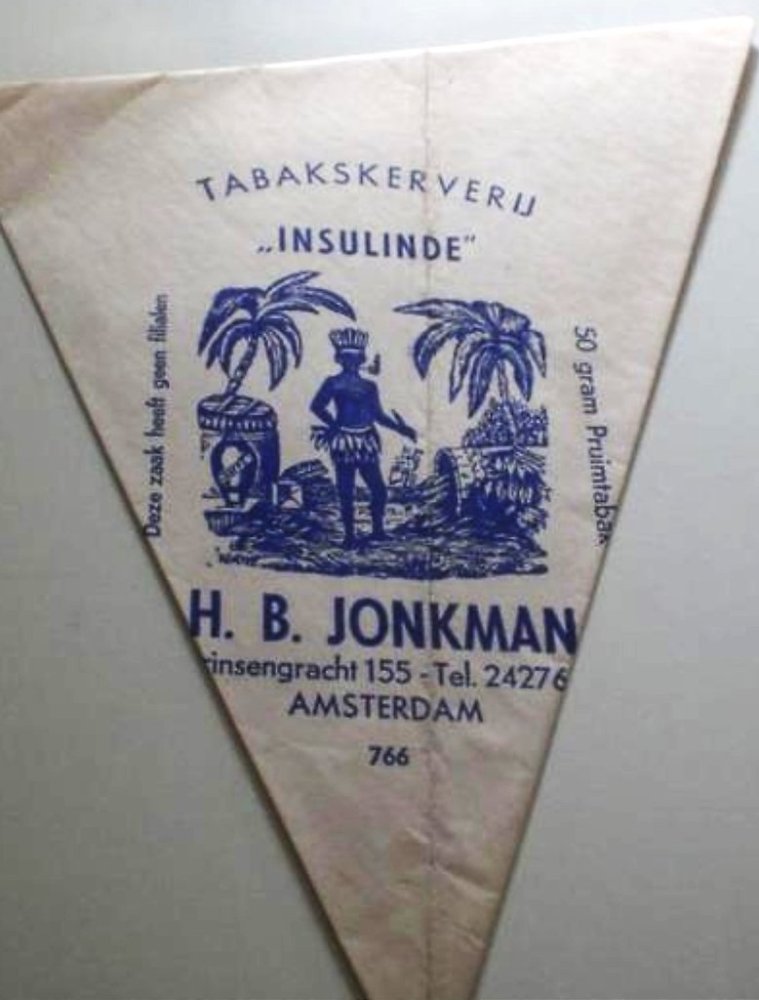 TABAKSKERVERIJ
„INSULINDE”
Deze zaak heeft geen filialen
50 gram Pruimtabak
H. B. JONKMAN
rinsengracht 155 - Tel. 24276
AMSTERDAM
766